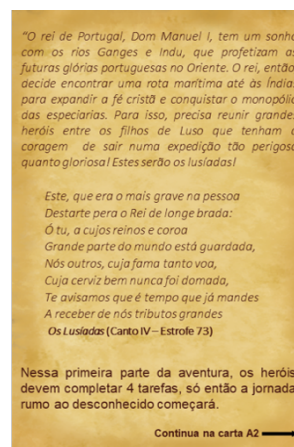 “O rei de Portugal, Dom Manuel I, tem um sonho
com os rios Ganges e Indu, que profetizam as
futuras glórias portuguesas no Oriente. O rei, então,
decide encontrar uma rota marítima até às Índias
para expandir a fé cristã e conquistar o monopólio
das especiarias. Para isso, precisa reunir grandes
heróis entre os filhos de Luso que tenham a
coragem de sair numa expedição tão perigosa
quanto gloriosa! Estes serão os lusíadas!
Este, que era o mais grave na pessoa
Destarte pera o Rei de longe brada:
Ó tu, a cujos reinos e coroa
Grande parte do mundo está guardada,
Nós outros, cuja fama tanto voa,
Cuja cerviz bem nunca foi domada,
Te avisamos que é tempo que já mandes
A receber de nós tributos grandes
Os Lusíadas (Canto IV – Estrofe 73)
Nessa primeira parte da aventura, os heróis
devem completar 4 tarefas, só então a jornada
rumo ao desconhecido começará.
Continua na carta A2